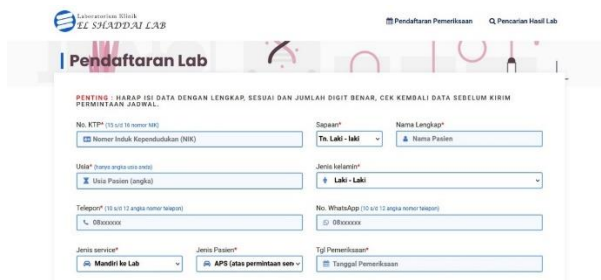 Laboratorium Klinik
EL SHADDAI LAB
Pendaftaran Pemeriksaan
Pencarian Hasil Lab
Pendaftaran Lab
PENTING : HARAP ISI DATA DENGAN LENGKAP, SESUAI DAN JUMLAH DIGIT BENAR, CEK KEMBALI DATA SEBELUM KIRIM
PERMINTAAN JADWAL.
No. KTP* (15 s/d 16 nomor NIK)
Sapaan*
Nama Lengkap*
Nomer Induk Kependudukan (NIK)
Tn. Laki - laki
Nama Pasien
Usia* (hanya angka usia anda)
Jenis kelamin*
Usia Pasien (angka)
Laki - Laki
Telepon* (10 s/d 12 angka nomor telepon)
No. WhatsApp (10 s/d 12 angka nomor telepon)
08xxxxxx
08xxxxxx
Jenis service*
Jenis Pasien*
Tgl Pemeriksaan*
Mandiri ke Lab
APS (atas permintaan sen
Tanggal Pemeriksaan